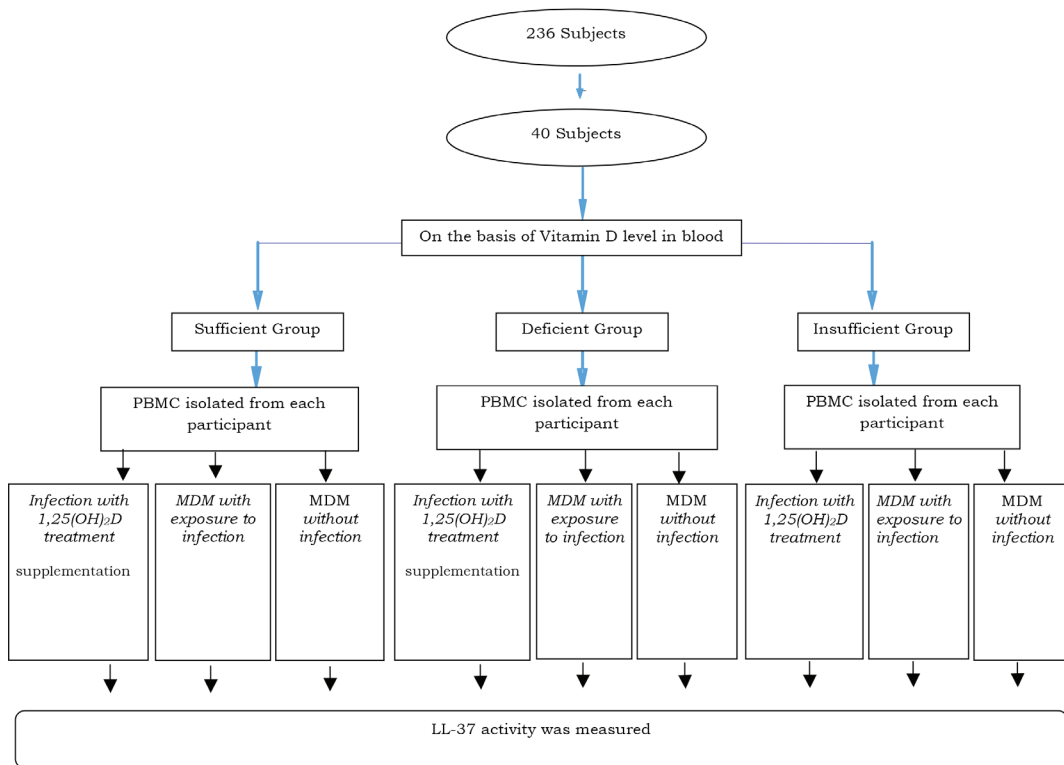 236 Subjects
40 Subjects
On the basis of Vitamin D level in blood
Sufficient Group
Deficient Group
Insufficient Group
PBMC isolated from each
participant
PBMC isolated from each
participant
PBMC isolated from each
participant
Infection with
1,25(OH)₂D
treatment
supplementation
MDM with
exposure to
infection
MDM
without
infection
Infection with
1,25(OH)₂D
treatment
supplementation
MDM with
exposure
to infection
MDM
without
infection
Infection with
1,25(OH)₂D
treatment
MDM with
exposure to
infection
MDM
without
infection
LL-37 activity was measured